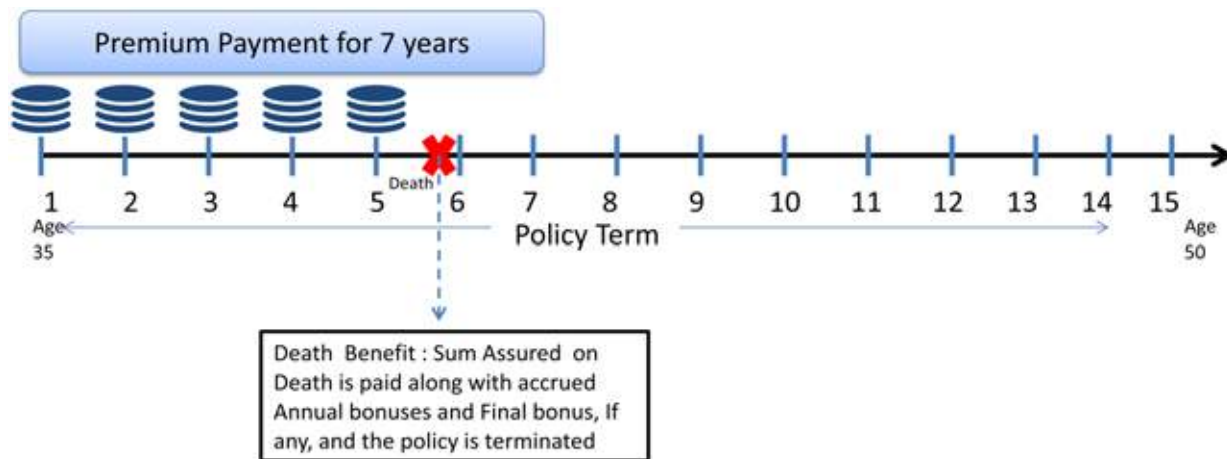 Premium Payment for 7 years
Death
1 2 3 4 5 6 7 8 9 10 11 12 13 14 15
Age
35
Policy Term
Age
50
Death Benefit : Sum Assured on
Death is paid along with accrued
Annual bonuses and Final bonus, If
any, and the policy is terminated